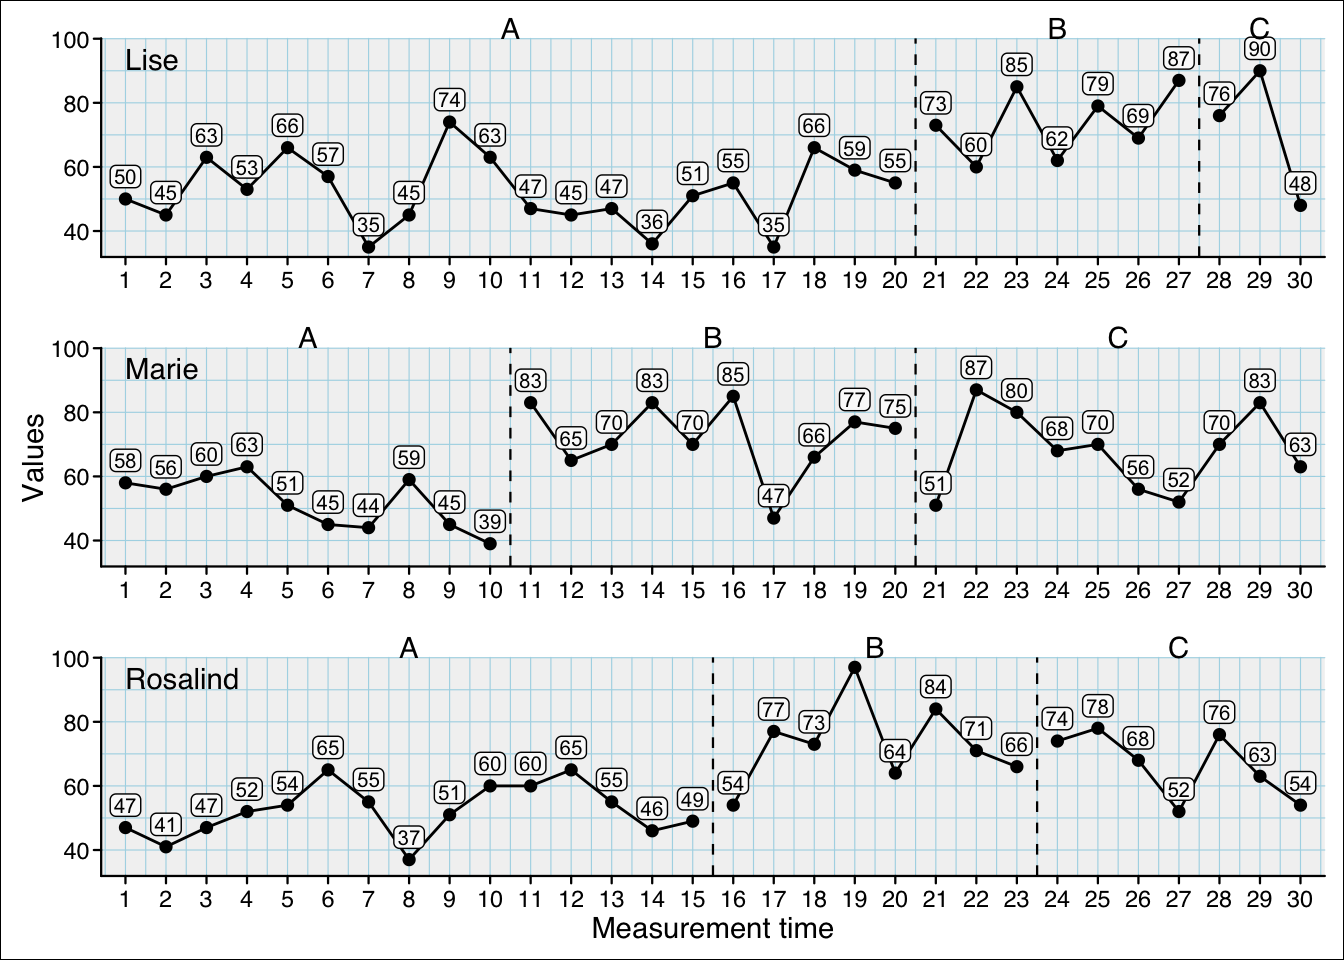 A B C
100 Lise
50 45 63 53 66 57 35 45 74 63 47 45 47 36 51 55 35 66 59 55 73 60 85 62 79 69 87 76 90 48
80
60
40
1 2 3 4 5 6 7 8 9 10 11 12 13 14 15 16 17 18 19 20 21 22 23 24 25 26 27 28 29 30
A B C
100 Marie
58 56 60 63 51 45 44 59 45 39 83 65 70 83 70 85 47 66 77 75 51 87 80 68 70 56 52 70 83 63
80
60
40
1 2 3 4 5 6 7 8 9 10 11 12 13 14 15 16 17 18 19 20 21 22 23 24 25 26 27 28 29 30
Values
A B C
100 Rosalind
47 41 47 52 54 65 55 37 51 60 60 65 55 46 49 54 77 73 64 84 71 66 74 78 68 52 76 63 54
80
60
40
1 2 3 4 5 6 7 8 9 10 11 12 13 14 15 16 17 18 19 20 21 22 23 24 25 26 27 28 29 30
Measurement time